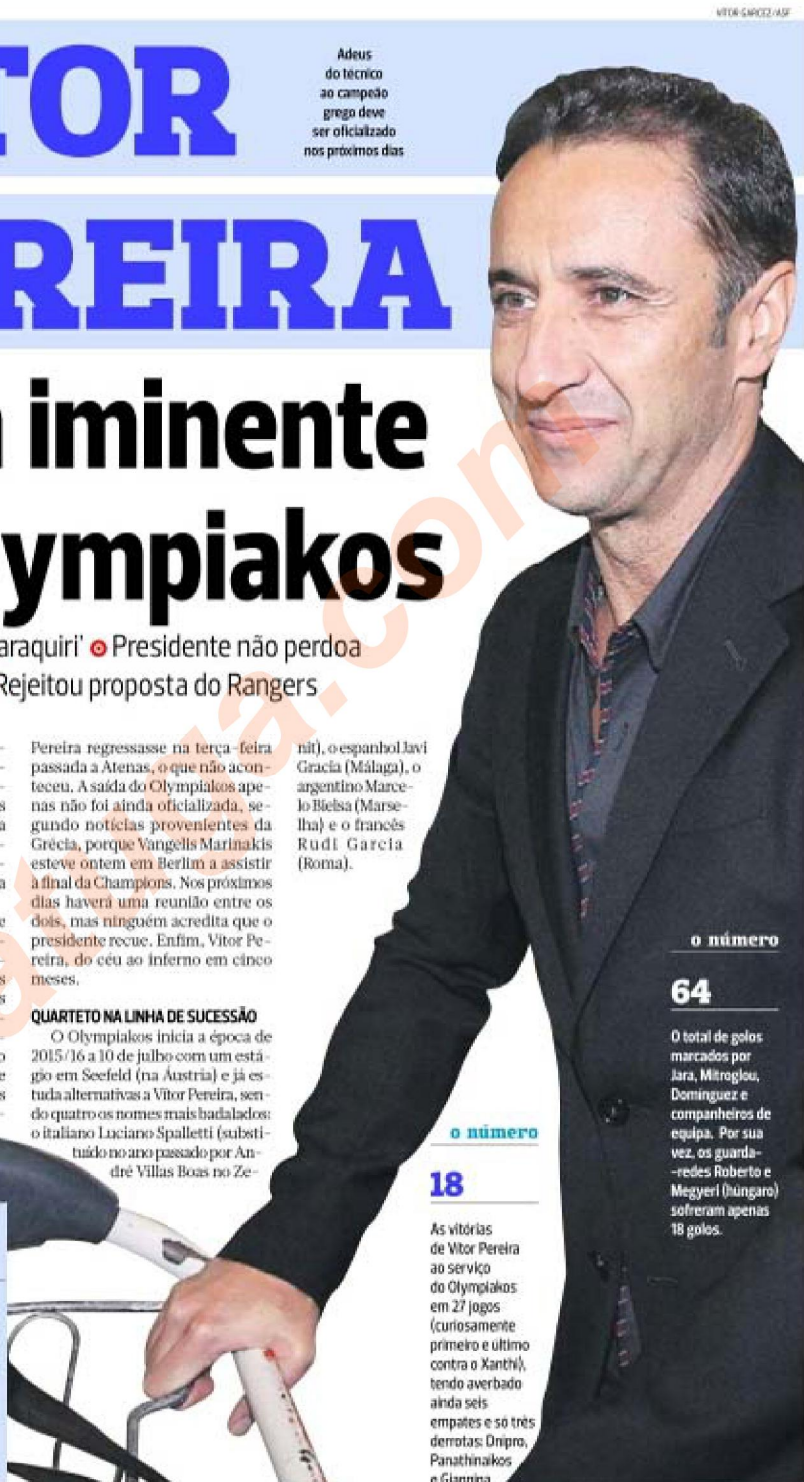 VÍTOR GARCEZ/ASF
TOR
REIRA
Adeus
do técnico
ao campeão
grego deve
ser oficializado
nos próximos dias
iminente
ympiakos
araquiri' Presidente não perdoa
Rejeitou proposta do Rangers
Pereira regressasse na terça-feira
passada a Atenas, o que não acon-
teceu. A saída do Olympiakos ape-
nas não foi ainda oficializada, se-
gundo notícias provenientes da
Grécia, porque Vangelis Marinakis
esteve ontem em Berlim a assistir
à final da Champions. Nos próximos
dias haverá uma reunião entre os
dois, mas ninguém acredita que o
presidente recue. Enfim, Vítor Pe-
reira, do céu ao inferno em cinco
meses.
QUARTETO NA LINHA DE SUCESSÃO
O Olympiakos inicia a época de
2015/16 a 10 de julho com um está-
gio em Seefeld (na Áustria) e já es-
tuda alternativas a Vítor Pereira, sen-
do quatro os nomes mais badalados:
o italiano Luciano Spalletti (substi-
tuído no ano passado por An-
dré Villas Boas no Ze-
nit), o espanhol Javi
Gracia (Málaga), o
argentino Marce-
lo Bielsa (Marse-
lha) e o francês
Rudi Garcia
(Roma).
o número
18
As vitórias
de Vítor Pereira
ao serviço
do Olympiakos
em 27 jogos
(curiosamente
primeiro e último
contra o Xanthi),
tendo averbado
ainda seis
empates e só três
derrotas: Dnipro,
Panathinaikos
e Giannina
o número
64
O total de golos
marcados por
Jara, Mitroglou,
Domínguez e
companheiros de
equipa. Por sua
vez, os guarda-
-redes Roberto e
Megyeri (húngaro)
sofreram apenas
18 golos.
atuga.com